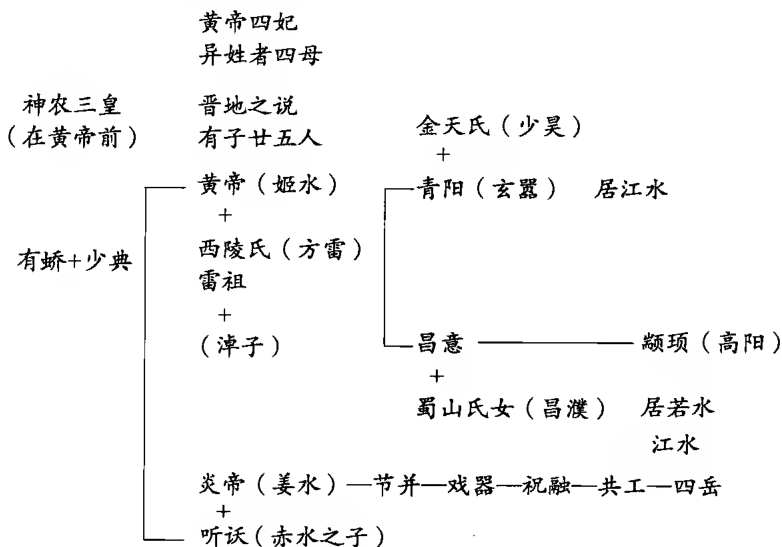 黄帝四妃
异姓者四母
神农三皇
(在黄帝前)
晋地之说
有子廿五人
金天氏(少昊)
+
黄帝(姬水)
青阳(玄嚣) 居江水
+
有蟜+少典
西陵氏(方雷)
雷祖
+
(淖子)
昌意——颛顼(高阳)
+
蜀山氏女(昌濮) 居若水
江水
炎帝(姜水)—节并—戏器—祝融—共工—四岳
+
听訞(赤水之子)